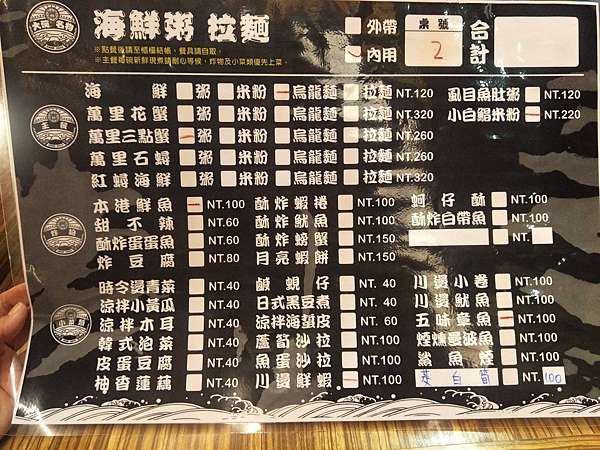 海鮮粥 拉麵
※點餐後請至櫃檯結帳，餐具請自取。
※主餐每碗新鮮現煮請耐心等候，炸物及小菜類優先上菜。
外帶
內用
桌號
2
合計
主餐
海鮮 粥 米粉 烏龍麵 拉麵 NT.120 虱目魚肚粥 NT.120
萬里花蟹 粥 米粉 烏龍麵 拉麵 NT.320 小白鯧米粉 NT.220
萬里三點蟹 粥 米粉 烏龍麵 拉麵 NT.260
萬里石蟳 粥 米粉 烏龍麵 拉麵 NT.260
紅蟳海鮮 粥 米粉 烏龍麵 拉麵 NT.320
本港鮮魚 NT.100 酥炸蝦捲 NT.100 蚵仔酥 NT.100
甜不辣 NT.60 酥炸魷魚 NT.100 酥炸白帶魚 NT.100
酥炸蛋蛋魚 NT.60 酥炸螃蟹 NT.150 NT.
炸豆腐 NT.80 月亮蝦餅 NT.150
時令燙青菜 NT.40 鹹蜆仔 NT. 40 川燙小卷 NT.100
涼拌小黃瓜 NT.40 日式黑豆煮 NT. 40 川燙魷魚 NT.100
涼拌木耳 NT.40 涼拌海蜇皮 NT. 60 五味章魚 NT.100
韓式泡菜 NT.40 蘆筍沙拉 NT.100 煙燻曼波魚 NT.100
皮蛋豆腐 NT.40 魚蛋沙拉 NT.100 鯊魚煙 NT.100
柚香蓮藕 NT.40 川燙鮮蝦 NT.100 茭白筍 NT.100